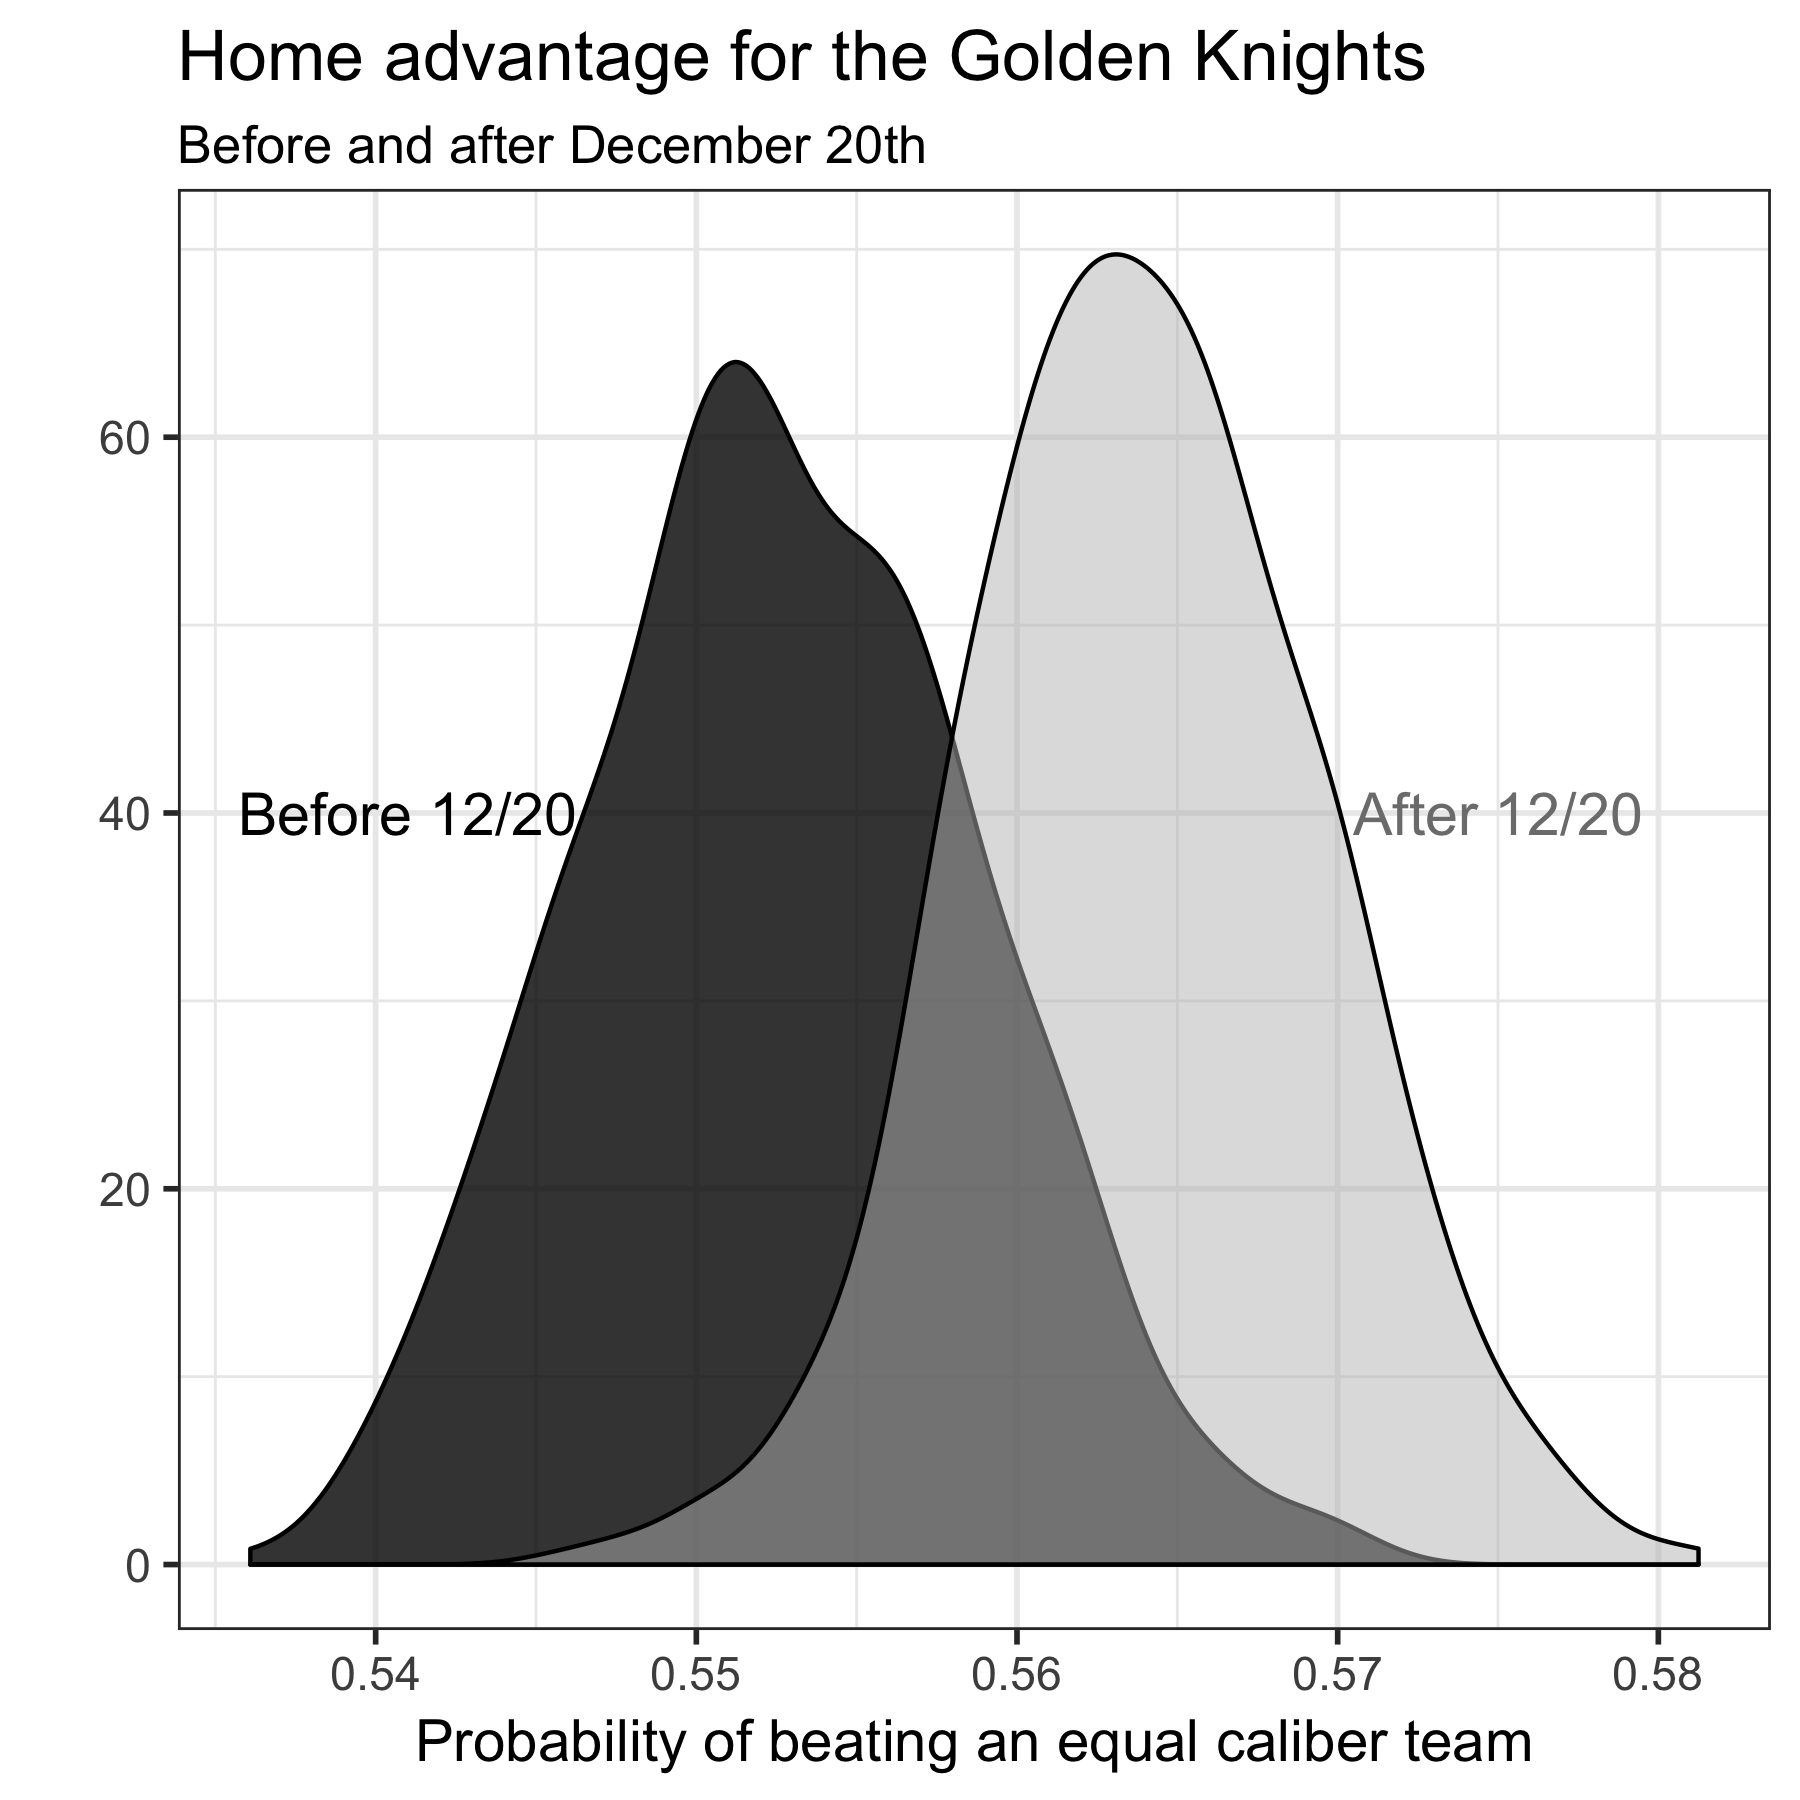 Home advantage for the Golden Knights
Before and after December 20th
60
40
20
0
Before 12/20
After 12/20
0.54 0.55 0.56 0.57 0.58
Probability of beating an equal caliber team